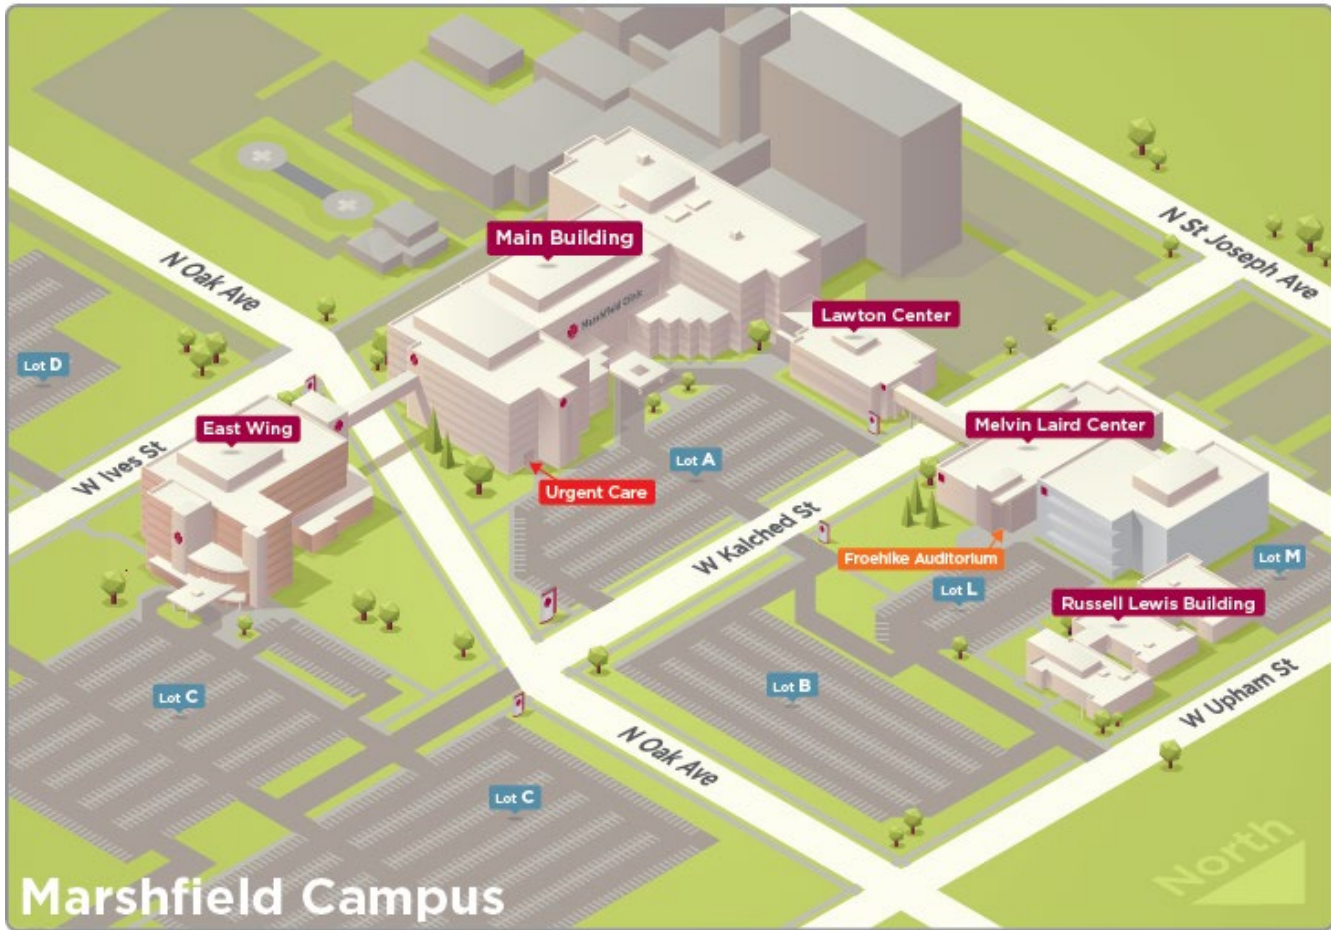 N St Joseph Ave
Main Building
N Oak Ave
Marshfield Clinic
Lawton Center
Lot D
East Wing
Melvin Laird Center
Lot A
W Ives St
Urgent Care
W Kalched St
Froehlke Auditorium
Lot M
Lot L
Russell Lewis Building
Lot C
Lot B
W Upham St
N Oak Ave
Lot C
North
Marshfield Campus